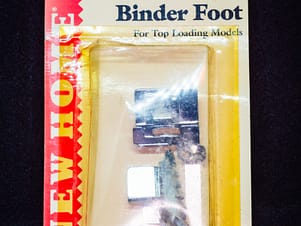 Binder Foot
For Top Loading Models
NEW HOME